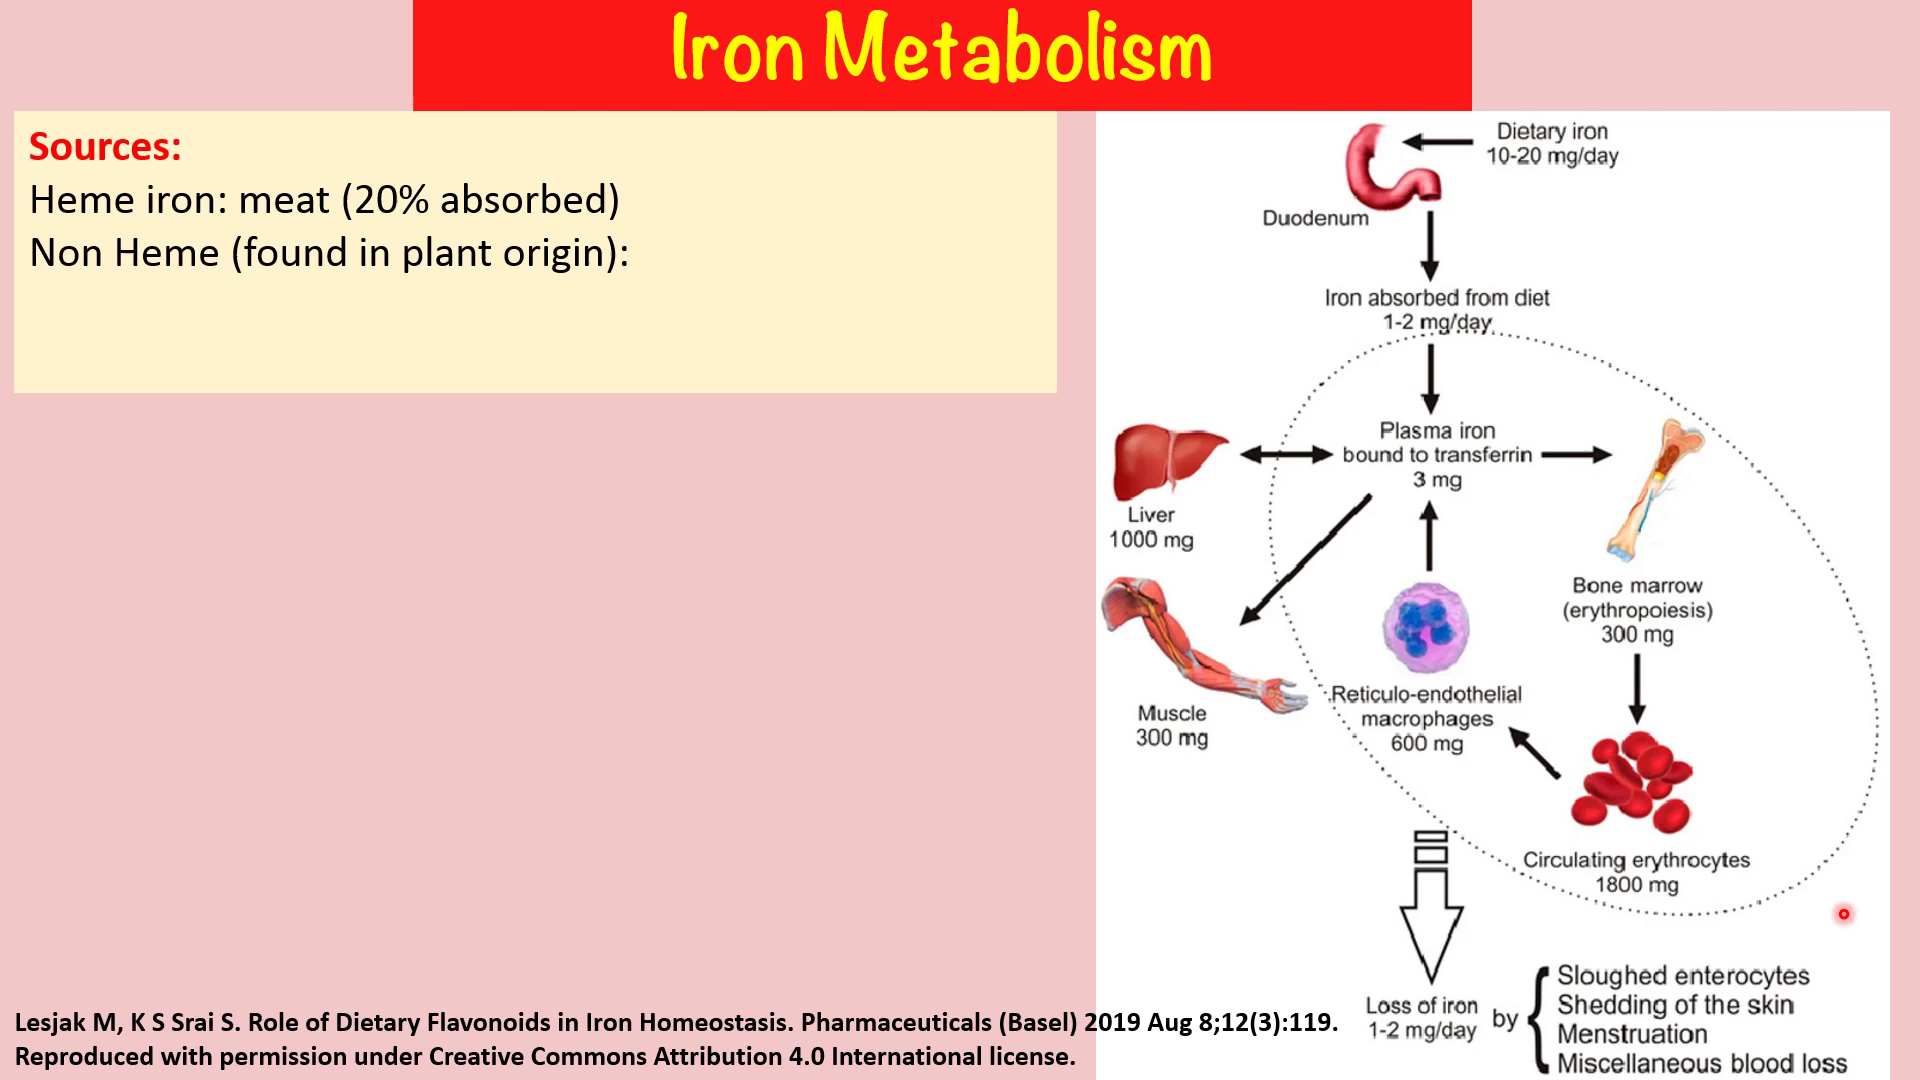 Iron Metabolism
Sources:
Heme iron: meat (20% absorbed)
Non Heme (found in plant origin):
Dietary iron
10-20 mg/day
Duodenum
Iron absorbed from diet
1-2 mg/day
Plasma iron
bound to transferrin
3 mg
Liver
1000 mg
Bone marrow
(erythropoiesis)
300 mg
Muscle
300 mg
Reticulo-endothelial
macrophages
600 mg
Circulating erythrocytes
1800 mg
Loss of iron
1-2 mg/day
by
Sloughed enterocytes
Shedding of the skin
Menstruation
Miscellaneous blood loss
Lesjak M, K S Srai S. Role of Dietary Flavonoids in Iron Homeostasis. Pharmaceuticals (Basel) 2019 Aug 8;12(3):119.
Reproduced with permission under Creative Commons Attribution 4.0 International license.